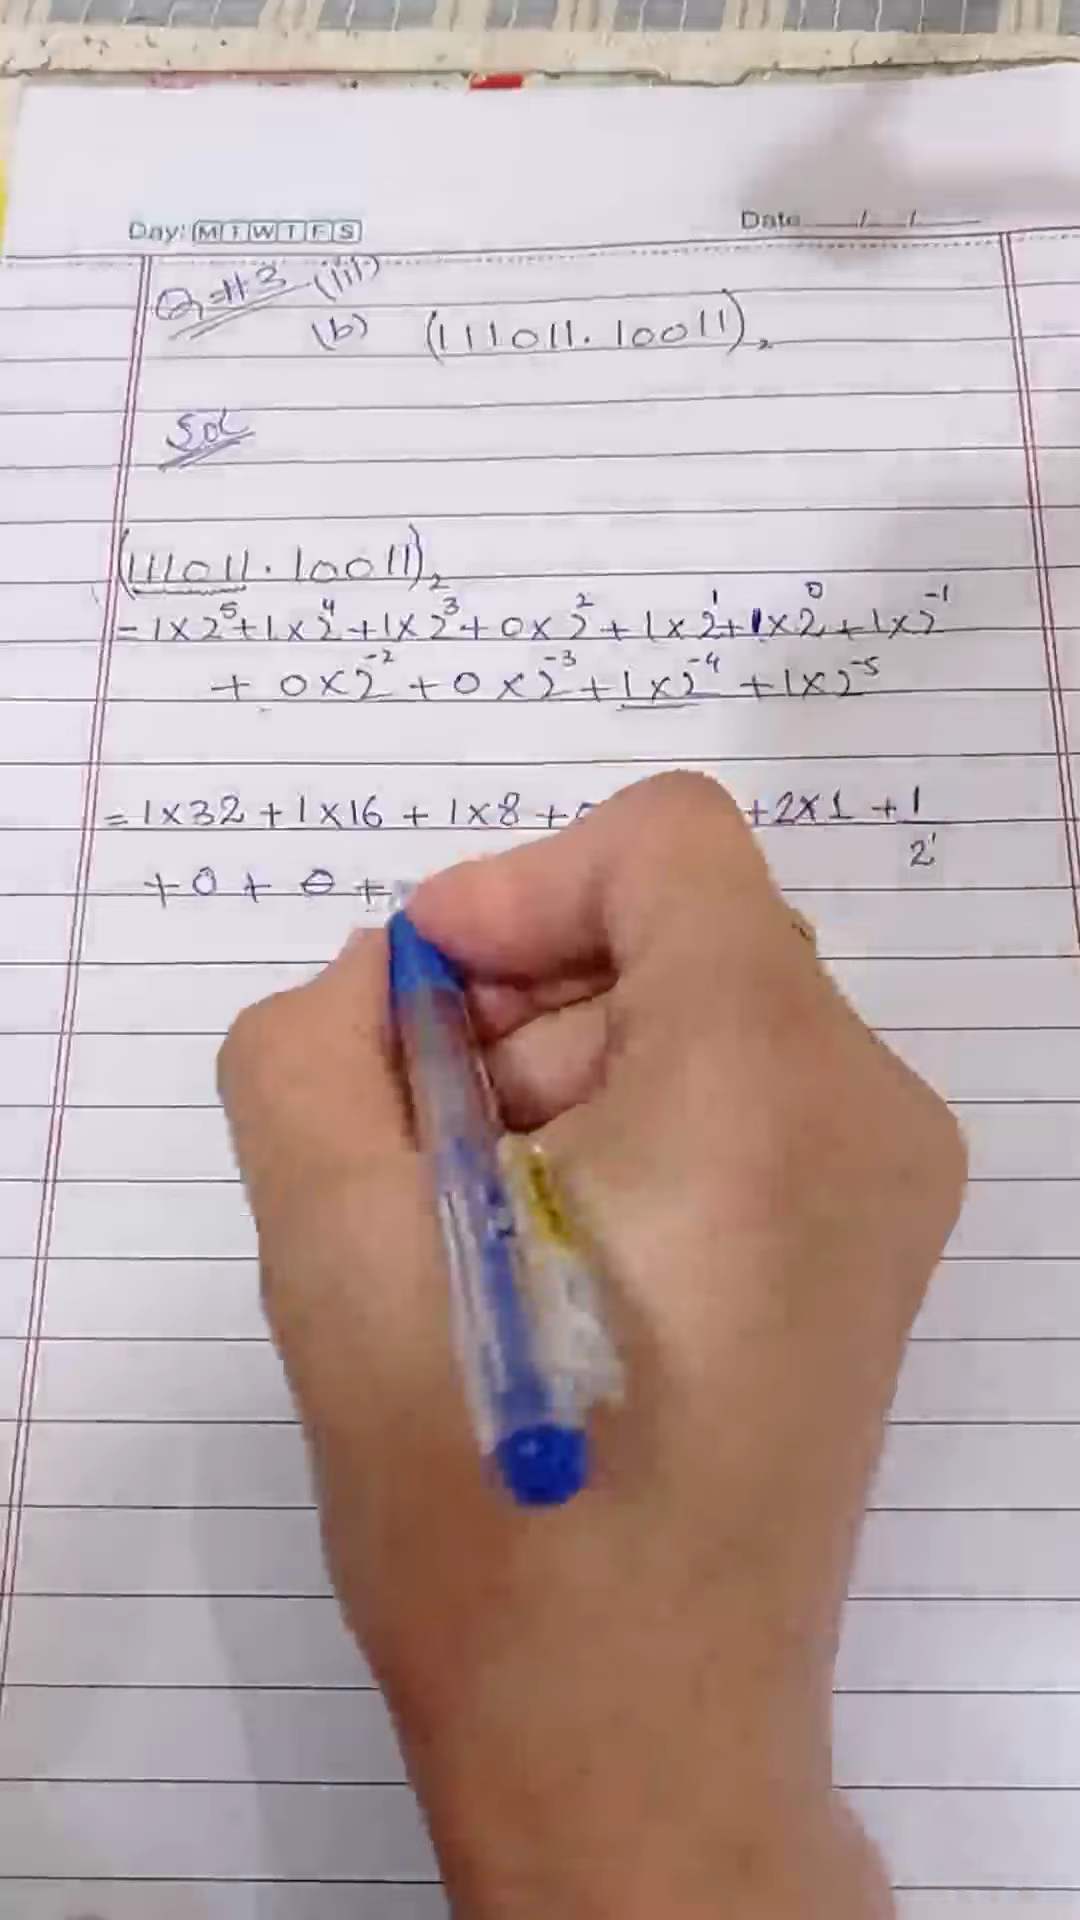 Day: M T W T F S
Date / /
Q#3 (iii)
(b) (111011.10011)₂
Sol
(111011.10011)₂
= 1×2⁵+1×2⁴+1×2³+0×2²+1×2¹+1×2⁰+1×2⁻¹
+ 0×2⁻² + 0×2⁻³ + 1×2⁻⁴ + 1×2⁻⁵
= 1×32 + 1×16 + 1×8 + +2×1 + 1/2¹
+ 0 + 0 +